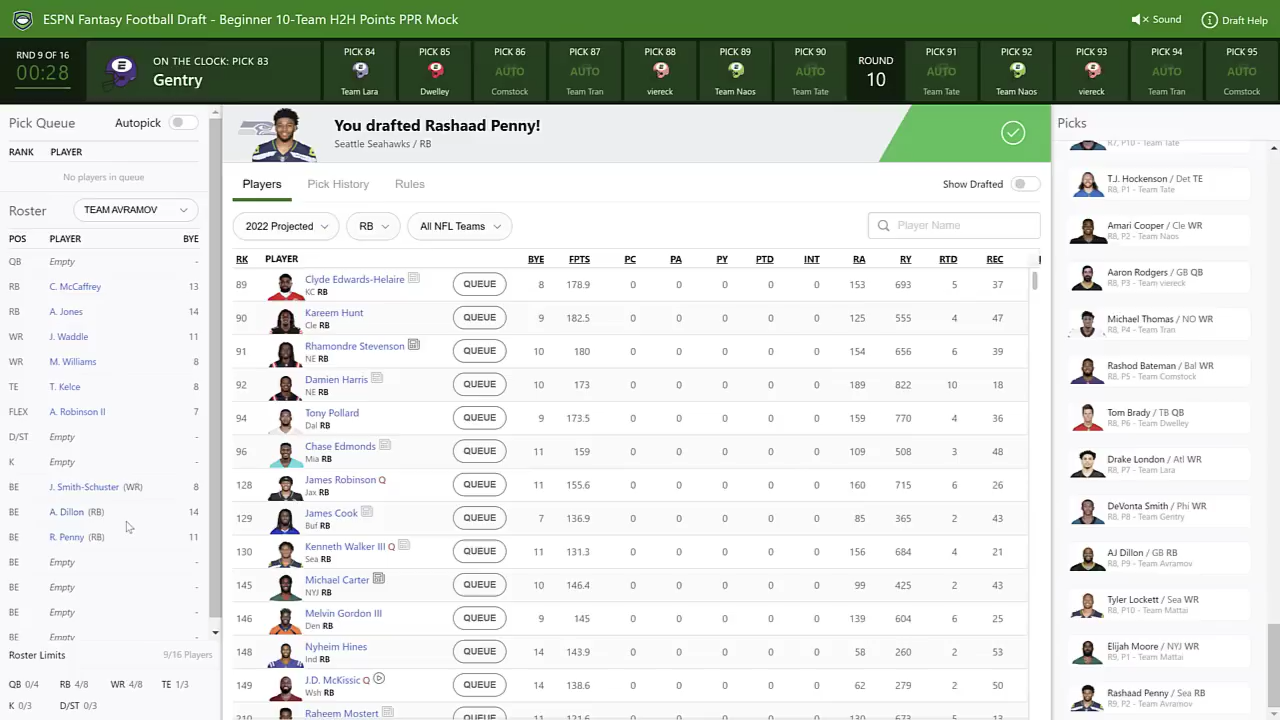 ESPN Fantasy Football Draft - Beginner 10-Team H2H Points PPR Mock
Sound
Draft Help
RND 9 OF 16
00:28
ON THE CLOCK: PICK 83
Gentry
PICK 84
Team Lara
PICK 85
Dwelley
PICK 86
AUTO
Comstock
PICK 87
AUTO
Team Tran
PICK 88
viereck
PICK 89
Team Naos
PICK 90
AUTO
Team Tate
ROUND
10
PICK 91
AUTO
Team Tate
PICK 92
Team Naos
PICK 93
viereck
PICK 94
AUTO
Team Tran
PICK 95
AUTO
Comstock
Pick Queue
Autopick
RANK PLAYER
No players in queue
Roster
TEAM AVRAMOV
POS PLAYER BYE
QB Empty -
RB C. McCaffrey 13
RB A. Jones 14
WR J. Waddle 11
WR M. Williams 8
TE T. Kelce 8
FLEX A. Robinson II 7
D/ST Empty -
K Empty -
BE J. Smith-Schuster (WR) 8
BE A. Dillon (RB) 14
BE R. Penny (RB) 11
BE Empty -
BE Empty -
BE Empty -
BE Empty -
Roster Limits 9/16 Players
QB 0/4 RB 4/8 WR 4/8 TE 1/3
K 0/3 D/ST 0/3
You drafted Rashaad Penny!
Seattle Seahawks / RB
Players
Pick History
Rules
Show Drafted
2022 Projected
RB
All NFL Teams
Player Name
RK PLAYER BYE FPTS PC PA PY PTD INT RA RY RTD REC
89 Clyde Edwards-Helaire KC RB QUEUE 8 178.9 0 0 0 0 0 153 693 5 37
90 Kareem Hunt Cle RB QUEUE 9 182.5 0 0 0 0 0 125 555 4 47
91 Rhamondre Stevenson NE RB QUEUE 10 180 0 0 0 0 0 154 656 6 39
92 Damien Harris NE RB QUEUE 10 173 0 0 0 0 0 189 822 10 18
94 Tony Pollard Dal RB QUEUE 9 173.5 0 0 0 0 0 159 770 4 36
96 Chase Edmonds Mia RB QUEUE 11 159 0 0 0 0 0 109 508 3 48
128 James Robinson Q Jax RB QUEUE 11 155.6 0 0 0 0 0 160 715 6 26
129 James Cook Buf RB QUEUE 7 136.9 0 0 0 0 0 85 365 2 43
130 Kenneth Walker III Q Sea RB QUEUE 11 131.3 0 0 0 0 0 156 684 4 21
145 Michael Carter NYJ RB QUEUE 10 146.4 0 0 0 0 0 99 425 2 43
146 Melvin Gordon III Den RB QUEUE 9 145 0 0 0 0 0 139 604 6 25
148 Nyheim Hines Ind RB QUEUE 14 143.9 0 0 0 0 0 58 260 2 53
149 J.D. McKissic Q Wsh RB QUEUE 14 138.6 0 0 0 0 0 62 279 2 50
210 Raheem Mostert QUEUE 11 121.6 0 0 0 0 0 130 673 3 13
Picks
R7, P10 - Team Tate
T.J. Hockenson / Det TE
R8, P1 - Team Tate
Amari Cooper / Cle WR
R8, P2 - Team Naos
Aaron Rodgers / GB QB
R8, P3 - Team viereck
Michael Thomas / NO WR
R8, P4 - Team Tran
Rashod Bateman / Bal WR
R8, P5 - Team Comstock
Tom Brady / TB QB
R8, P6 - Team Dwelley
Drake London / Atl WR
R8, P7 - Team Lara
DeVonta Smith / Phi WR
R8, P8 - Team Gentry
AJ Dillon / GB RB
R8, P9 - Team Avramov
Tyler Lockett / Sea WR
R8, P10 - Team Mattai
Elijah Moore / NYJ WR
R9, P1 - Team Mattai
Rashaad Penny / Sea RB
R9, P2 - Team Avramov